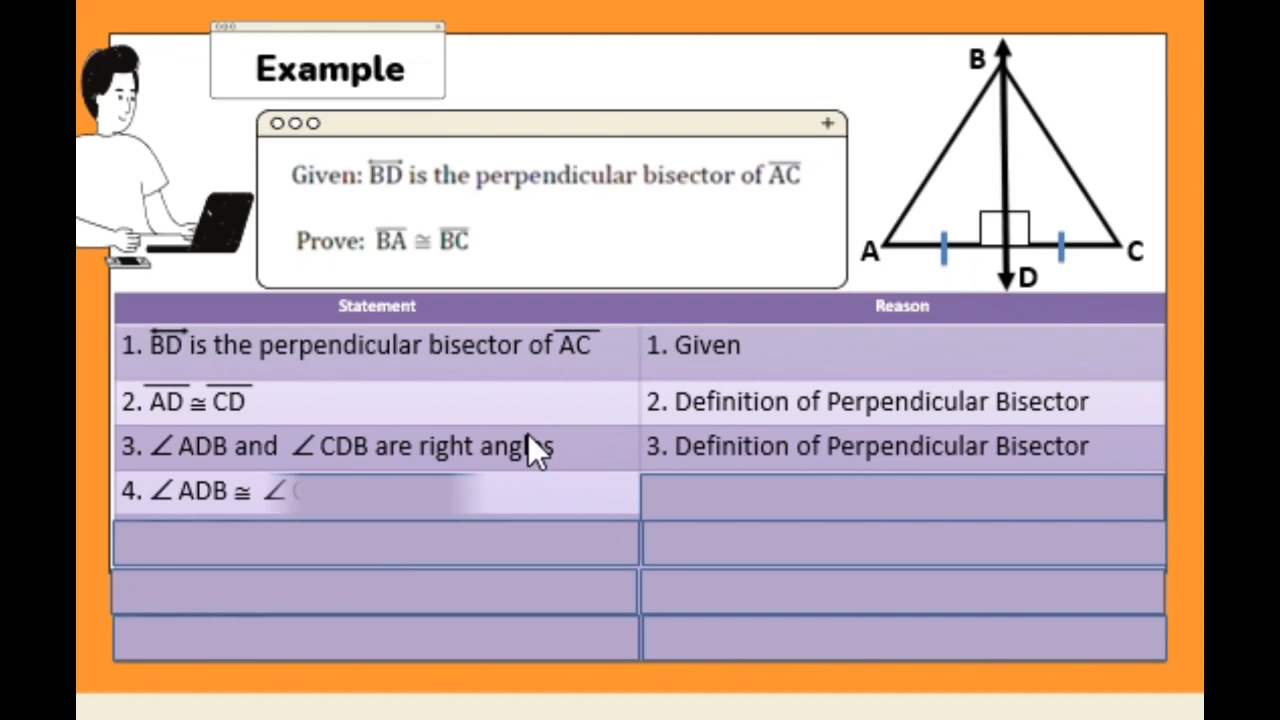 Example
Given: BD is the perpendicular bisector of AC
Prove: BA ≅ BC
B
A
C
D
Statement Reason
1. BD is the perpendicular bisector of AC 1. Given
2. AD ≅ CD 2. Definition of Perpendicular Bisector
3. ∠ADB and ∠CDB are right angles 3. Definition of Perpendicular Bisector
4. ∠ADB ≅ ∠